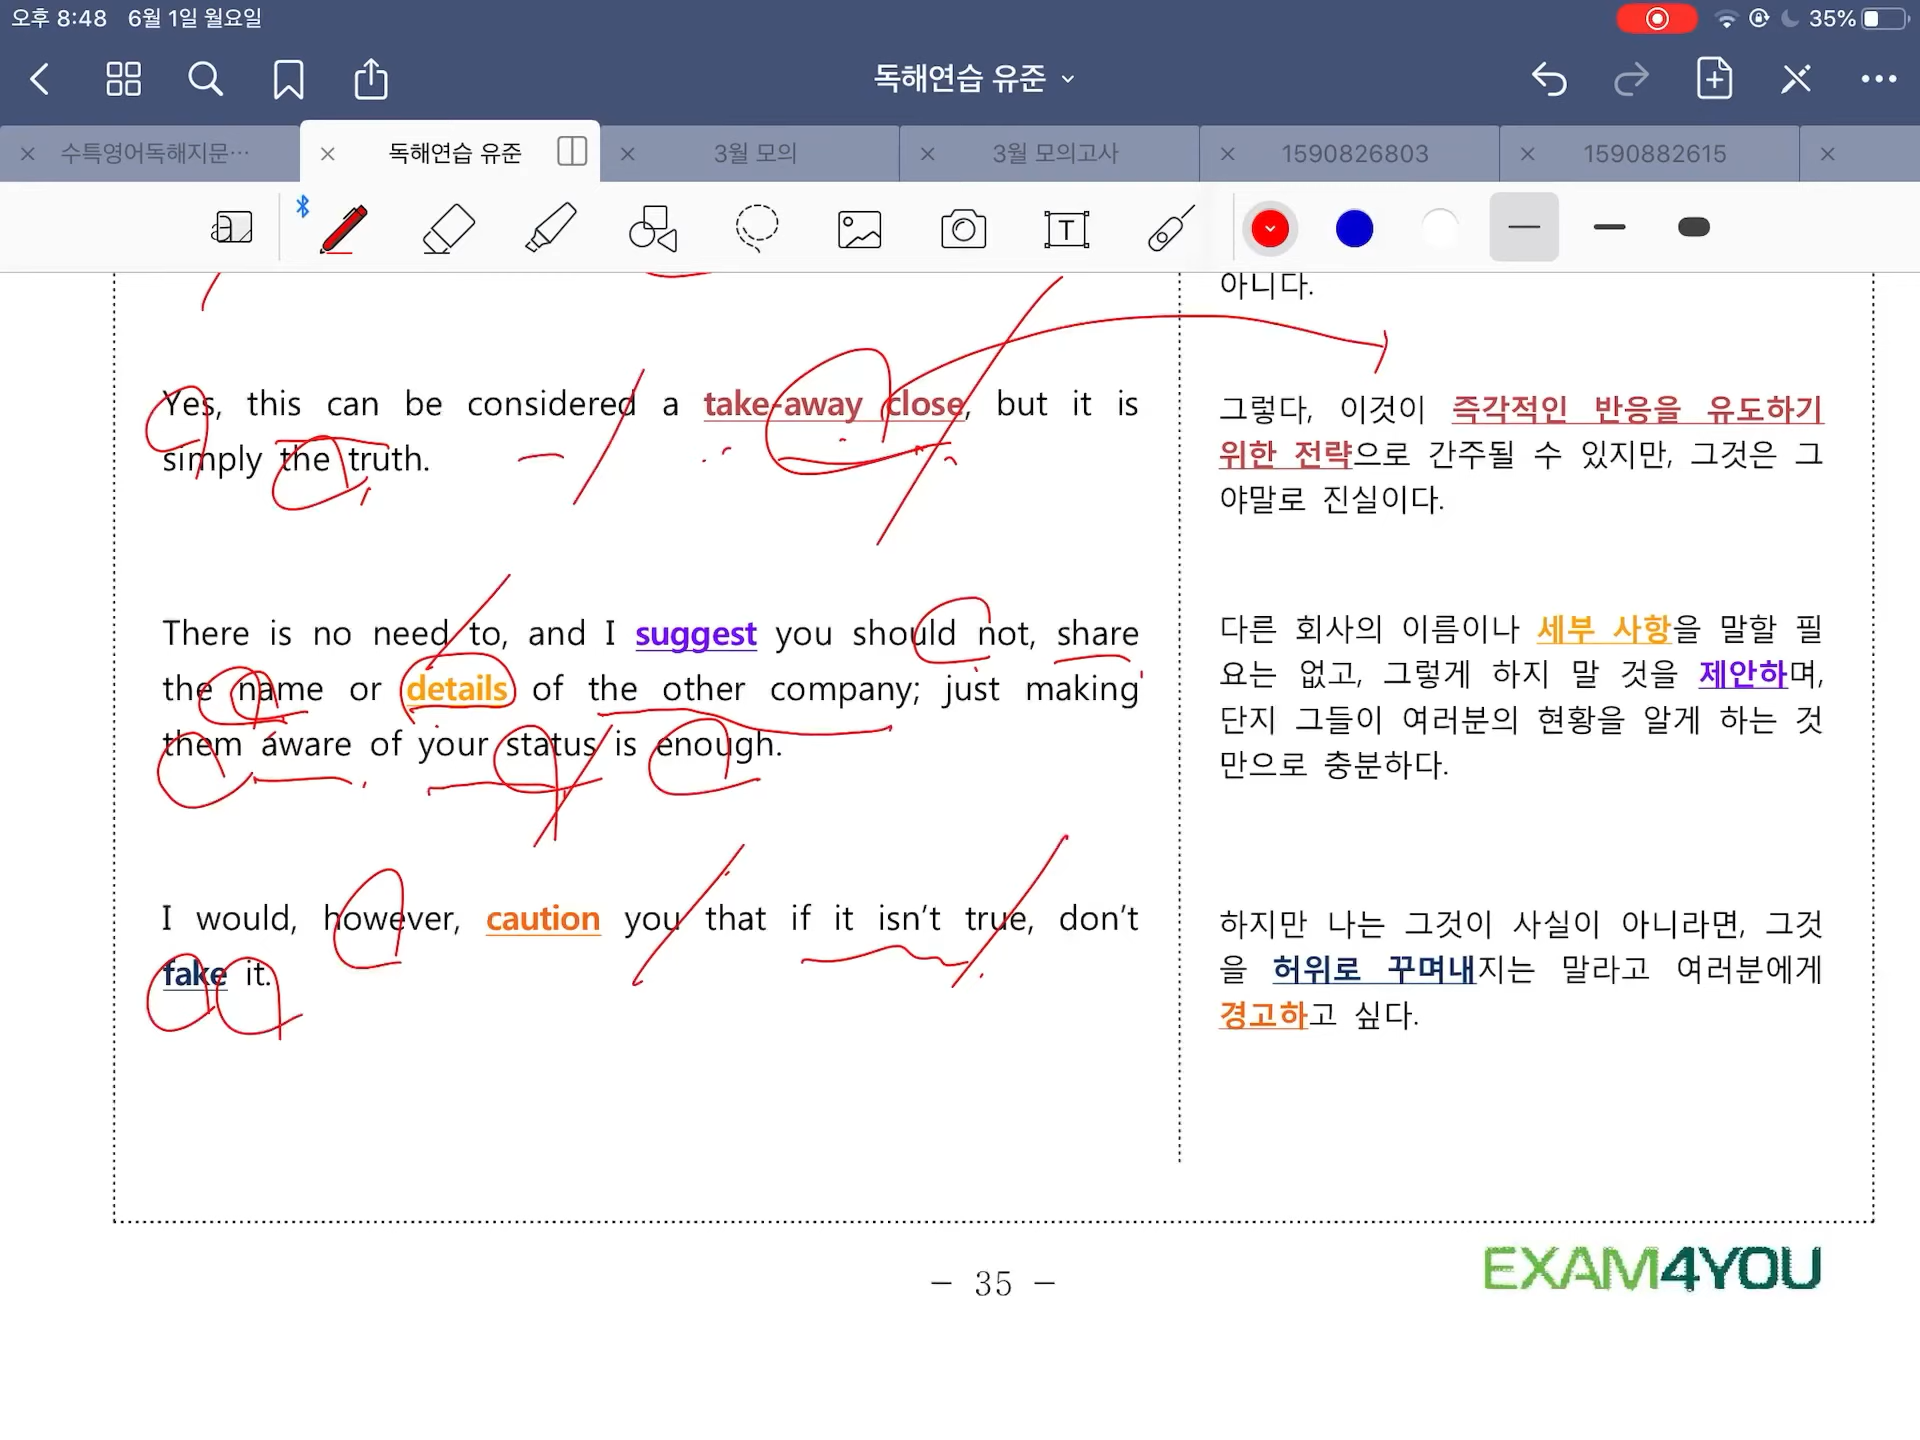 오후 8:48 6월 1일 월요일
35%
독해연습 유준
수특영어독해지문…
독해연습 유준
3월 모의
3월 모의고사
1590826803
1590882615
아니다.
Yes, this can be considered a take-away close, but it is
simply the truth.
그렇다, 이것이 즉각적인 반응을 유도하기
위한 전략으로 간주될 수 있지만, 그것은 그
야말로 진실이다.
There is no need to, and I suggest you should not, share
the name or details of the other company; just making
them aware of your status is enough.
다른 회사의 이름이나 세부 사항을 말할 필
요는 없고, 그렇게 하지 말 것을 제안하며,
단지 그들이 여러분의 현황을 알게 하는 것
만으로 충분하다.
I would, however, caution you that if it isn't true, don't
fake it.
하지만 나는 그것이 사실이 아니라면, 그것
을 허위로 꾸며내지는 말라고 여러분에게
경고하고 싶다.
- 35 -
EXAM4YOU